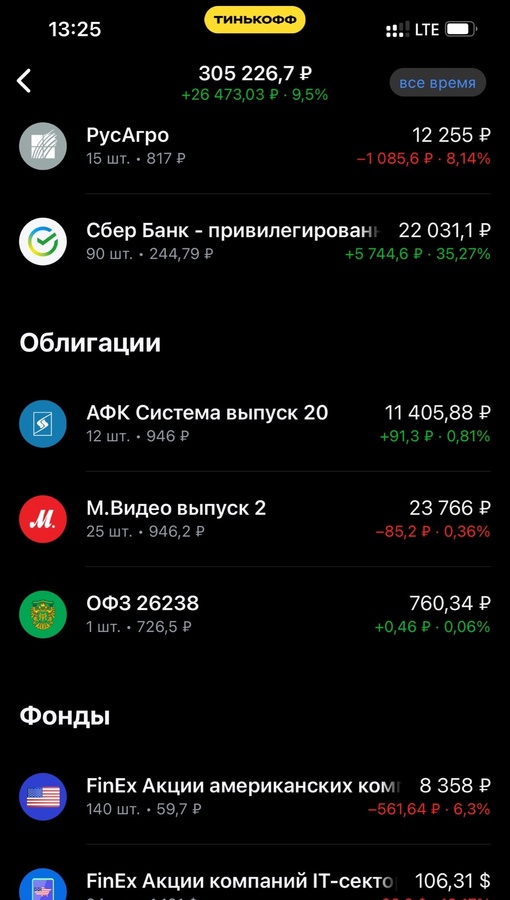 13:25
ТИНЬКОФФ
LTE
305 226,7 ₽
+26 473,03 ₽ · 9,5%
все время
РусАгро
12 255 ₽
15 шт. • 817 ₽
−1 085,6 ₽ · 8,14%
Сбер Банк - привилегирован
22 031,1 ₽
90 шт. • 244,79 ₽
+5 744,6 ₽ · 35,27%
Облигации
АФК Система выпуск 20
11 405,88 ₽
12 шт. • 946 ₽
+91,3 ₽ · 0,81%
М.Видео выпуск 2
23 766 ₽
25 шт. • 946,2 ₽
−85,2 ₽ · 0,36%
ОФЗ 26238
760,34 ₽
1 шт. • 726,5 ₽
+0,46 ₽ · 0,06%
Фонды
FinEx Акции американских ком
8 358 ₽
140 шт. • 59,7 ₽
−561,64 ₽ · 6,3%
FinEx Акции компаний IT-секто
106,31 $